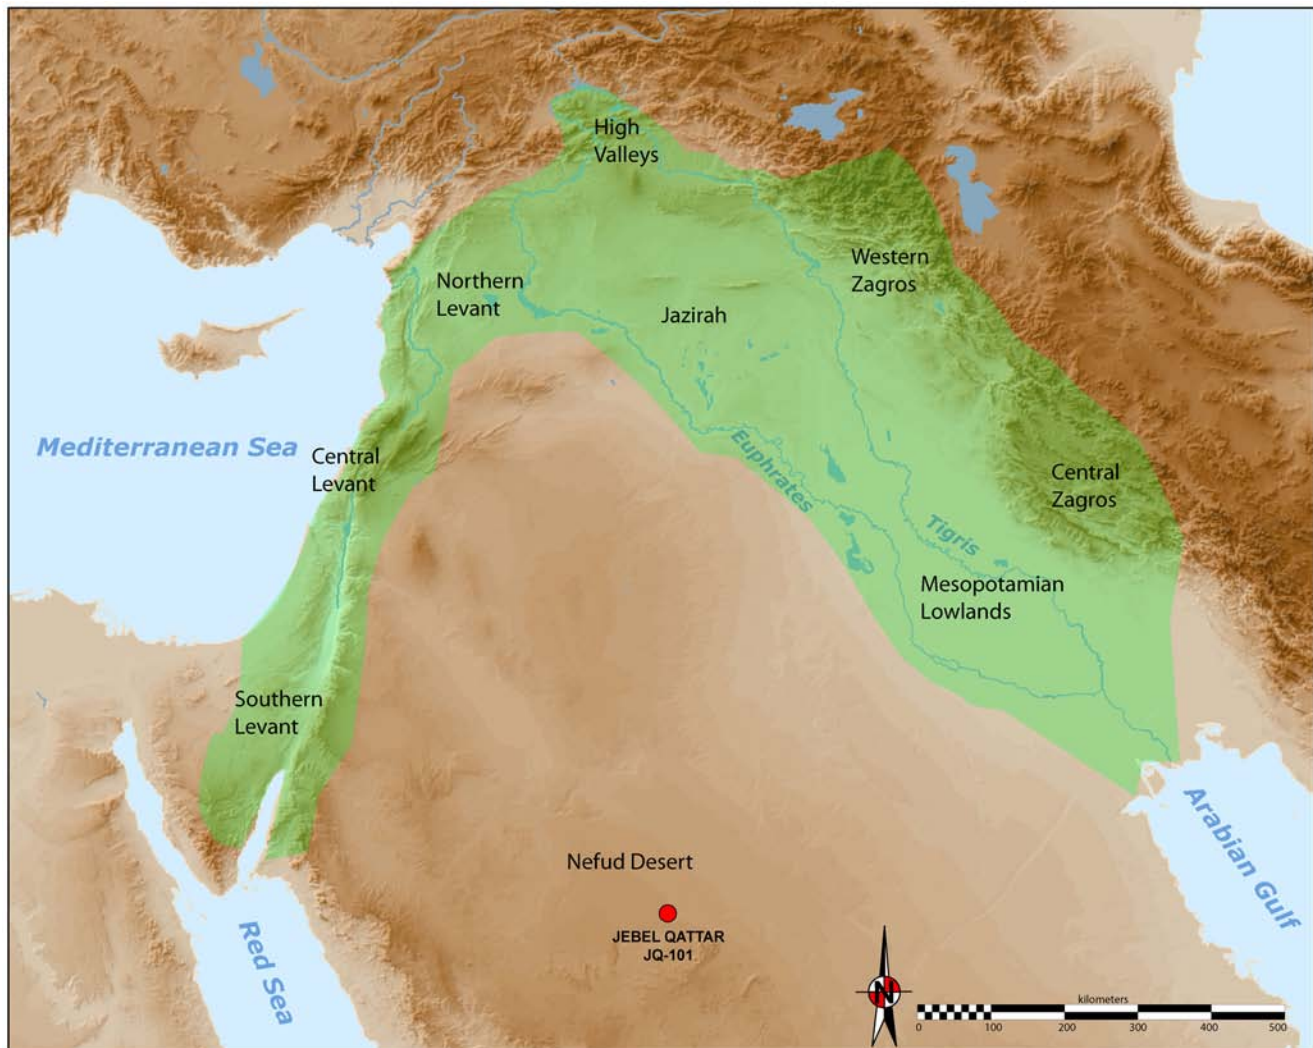 High
Valleys
Western
Zagros
Northern
Levant
Jazirah
Mediterranean Sea
Central
Levant
Euphrates
Central
Zagros
Tigris
Mesopotamian
Lowlands
Southern
Levant
Arabian Gulf
Nefud Desert
JEBEL QATTAR
JQ-101
Red Sea
N
kilometers
0 100 200 300 400 500